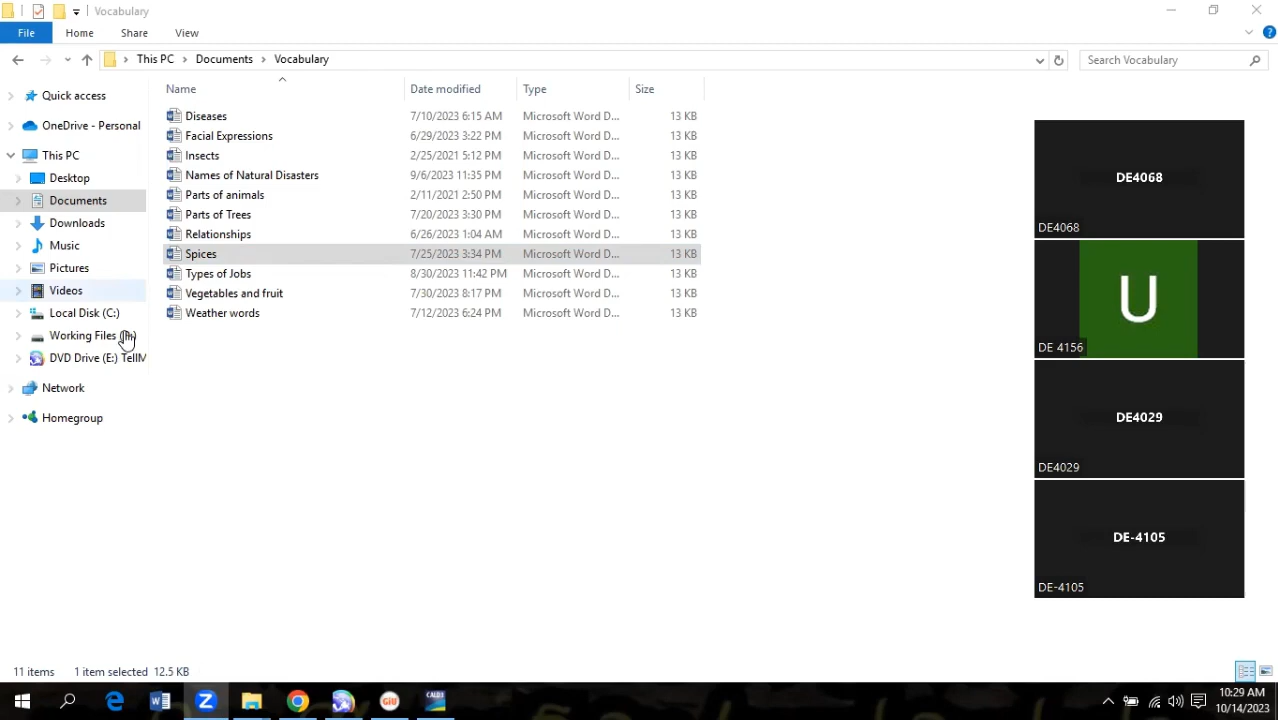 Vocabulary
File Home Share View
This PC Documents Vocabulary Search Vocabulary
Name Date modified Type Size
Quick access
OneDrive - Personal
This PC
Desktop
Documents
Downloads
Music
Pictures
Videos
Local Disk (C:)
Working Files
DVD Drive (E:) TellM
Network
Homegroup
Diseases 7/10/2023 6:15 AM Microsoft Word D... 13 KB
Facial Expressions 6/29/2023 3:22 PM Microsoft Word D... 13 KB
Insects 2/25/2021 5:12 PM Microsoft Word D... 13 KB
Names of Natural Disasters 9/6/2023 11:35 PM Microsoft Word D... 13 KB
Parts of animals 2/11/2021 2:50 PM Microsoft Word D... 13 KB
Parts of Trees 7/20/2023 3:30 PM Microsoft Word D... 13 KB
Relationships 6/26/2023 1:04 AM Microsoft Word D... 13 KB
Spices 7/25/2023 3:34 PM Microsoft Word D... 13 KB
Types of Jobs 8/30/2023 11:42 PM Microsoft Word D... 13 KB
Vegetables and fruit 7/30/2023 8:17 PM Microsoft Word D... 13 KB
Weather words 7/12/2023 6:24 PM Microsoft Word D... 13 KB
DE4068
DE4068
U
DE 4156
DE4029
DE4029
DE-4105
DE-4105
11 items 1 item selected 12.5 KB
GIU
CALD3
10:29 AM
10/14/2023